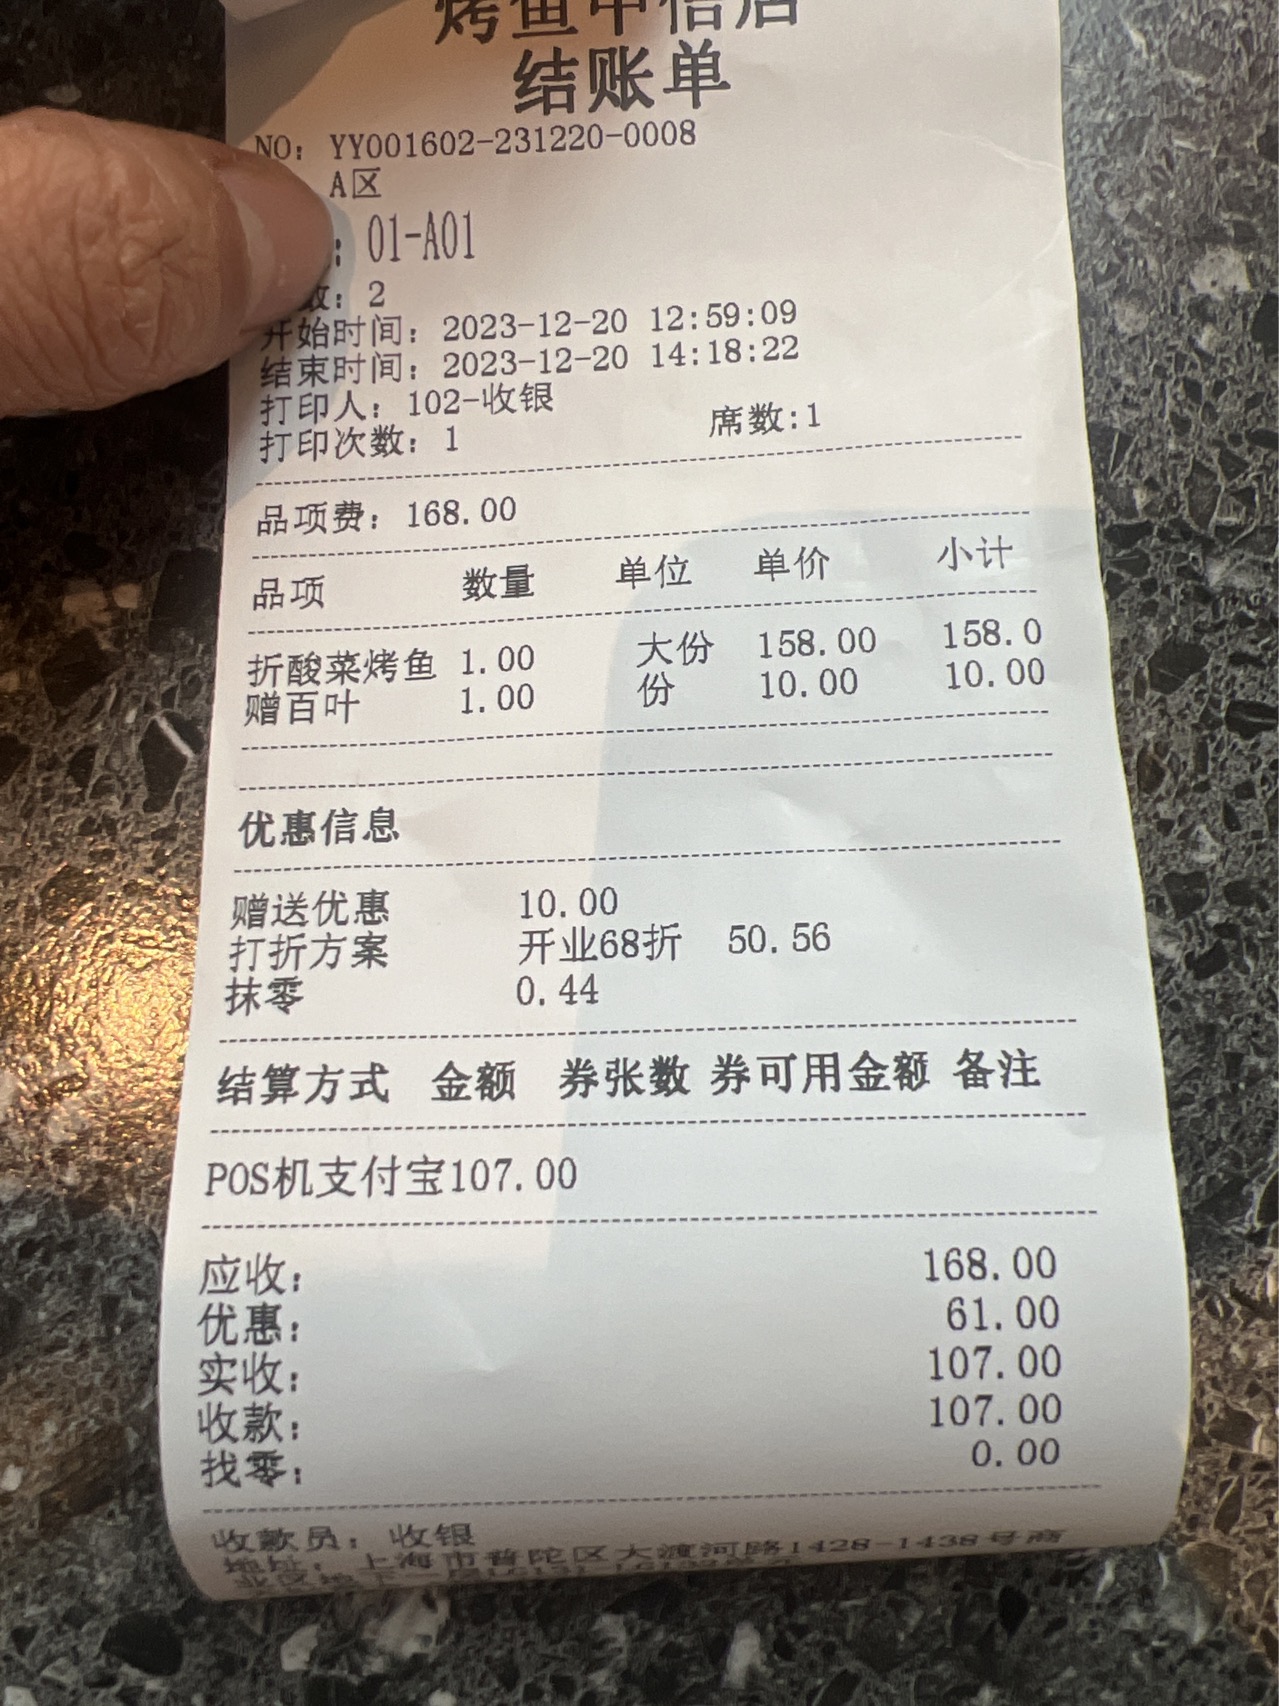 烤鱼中信店
结账单
NO: YY001602-231220-0008
A区
: 01-A01
数: 2
开始时间: 2023-12-20 12:59:09
结束时间: 2023-12-20 14:18:22
打印人: 102-收银
打印次数: 1 席数:1
品项费: 168.00
品项 数量 单位 单价 小计
折酸菜烤鱼 1.00 大份 158.00 158.0
赠百叶 1.00 份 10.00 10.00
优惠信息
赠送优惠 10.00
打折方案 开业68折 50.56
抹零 0.44
结算方式 金额 券张数 券可用金额 备注
POS机支付宝107.00
应收: 168.00
优惠: 61.00
实收: 107.00
收款: 107.00
找零: 0.00
收款员: 收银
地址: 上海市普陀区大渡河路1428-1438号商